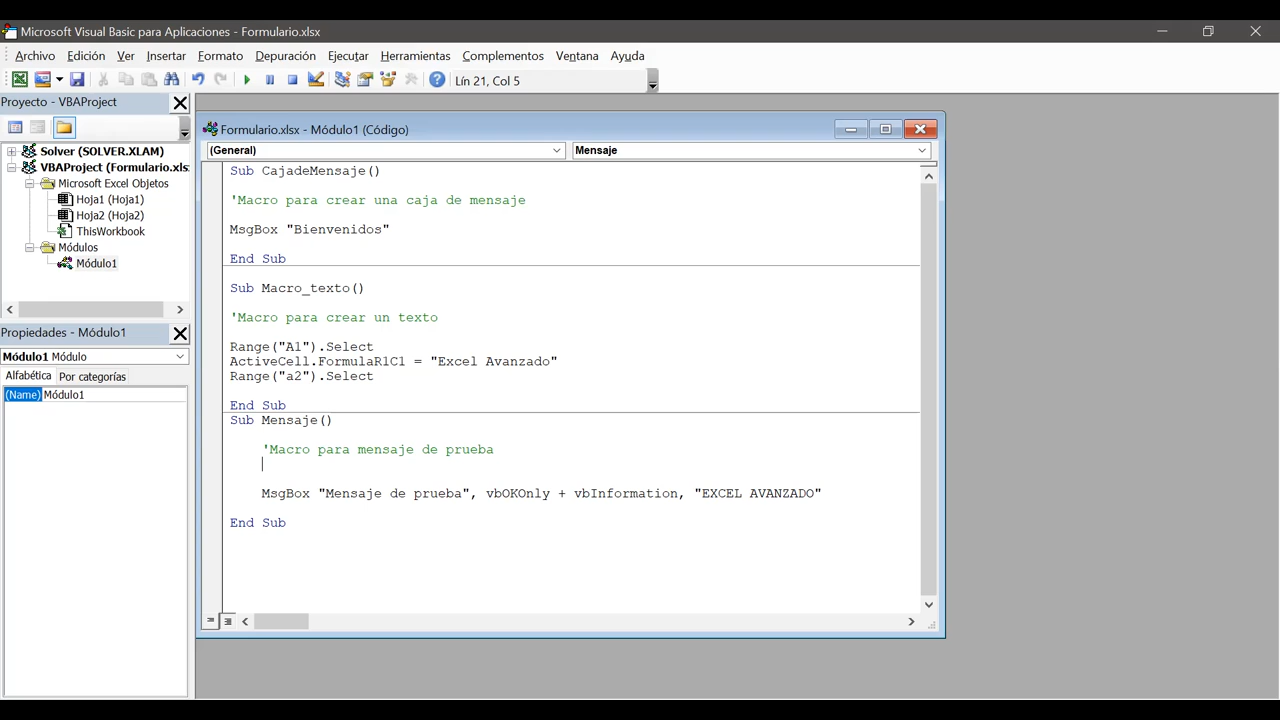 Microsoft Visual Basic para Aplicaciones - Formulario.xlsx
Archivo Edición Ver Insertar Formato Depuración Ejecutar Herramientas Complementos Ventana Ayuda
Lín 21, Col 5
Proyecto - VBAProject
Solver (SOLVER.XLAM)
VBAProject (Formulario.xls
Microsoft Excel Objetos
Hoja1 (Hoja1)
Hoja2 (Hoja2)
ThisWorkbook
Módulos
Módulo1
Propiedades - Módulo1
Módulo1 Módulo
Alfabética Por categorías
(Name) Módulo1
Formulario.xlsx - Módulo1 (Código)
(General) Mensaje
Sub CajadeMensaje()
'Macro para crear una caja de mensaje
MsgBox "Bienvenidos"
End Sub
Sub Macro_texto()
'Macro para crear un texto
Range("A1").Select
ActiveCell.FormulaR1C1 = "Excel Avanzado"
Range("a2").Select
End Sub
Sub Mensaje()
'Macro para mensaje de prueba
MsgBox "Mensaje de prueba", vbOKOnly + vbInformation, "EXCEL AVANZADO"
End Sub